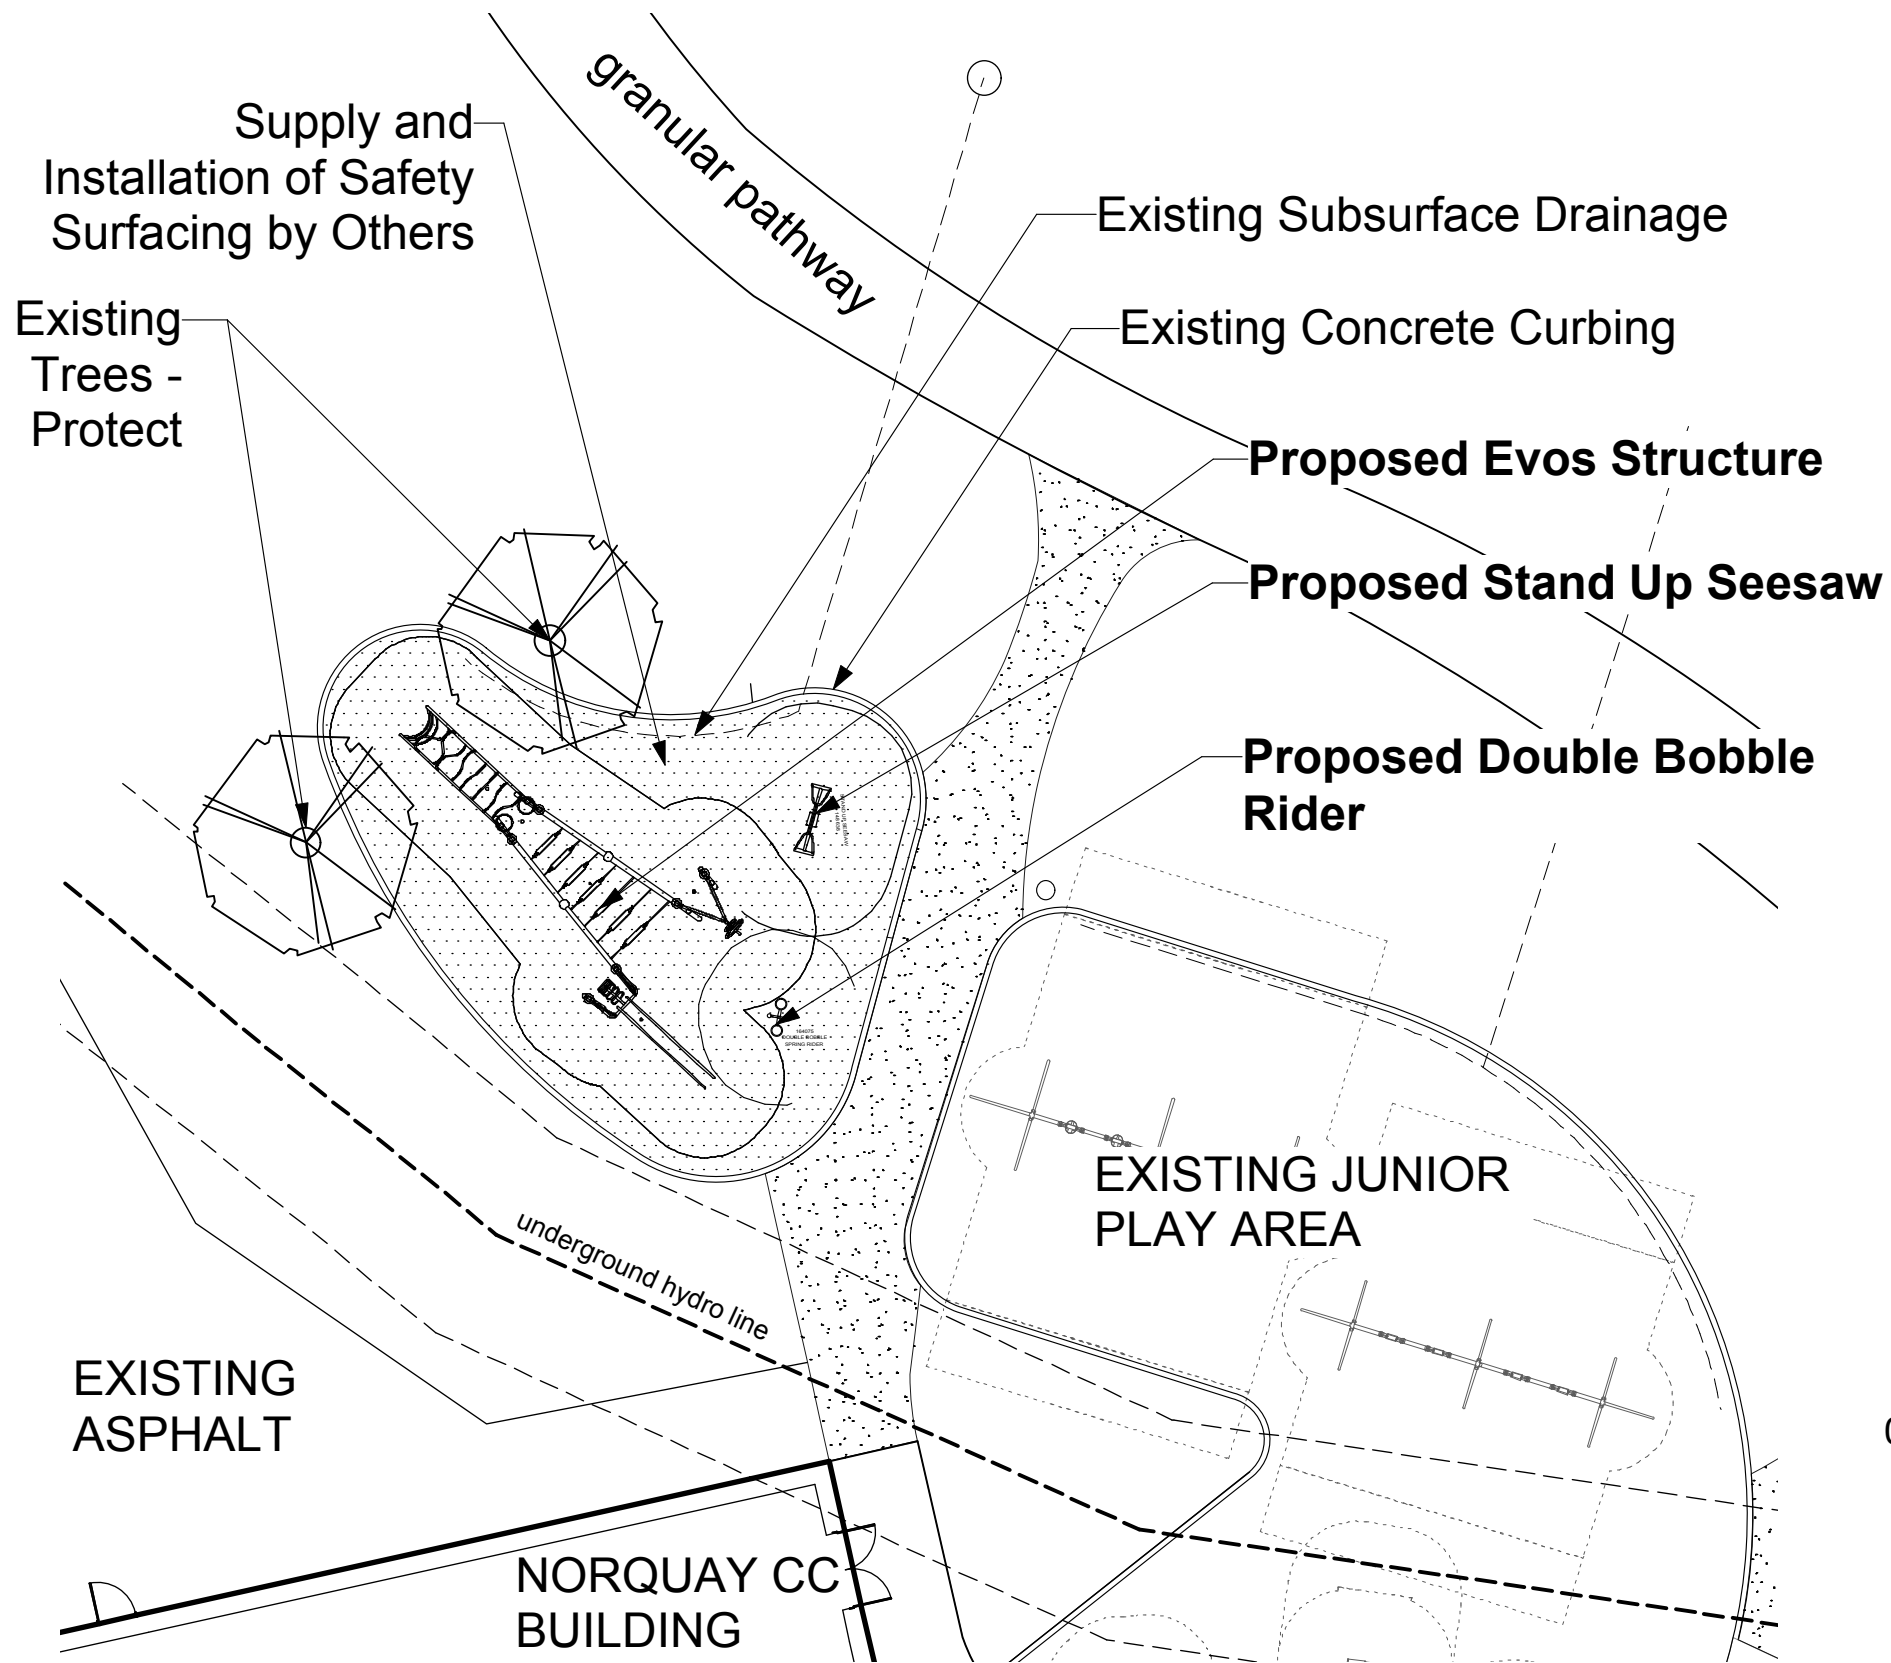 granular pathway
Supply and
Installation of Safety
Surfacing by Others
Existing Subsurface Drainage
Existing
Trees -
Protect
Existing Concrete Curbing
Proposed Evos Structure
Proposed Stand Up Seesaw
Proposed Double Bobble
Rider
164075
DOUBLE BOBBLE
SPRING RIDER
EXISTING JUNIOR
PLAY AREA
underground hydro line
EXISTING
ASPHALT
NORQUAY CC
BUILDING